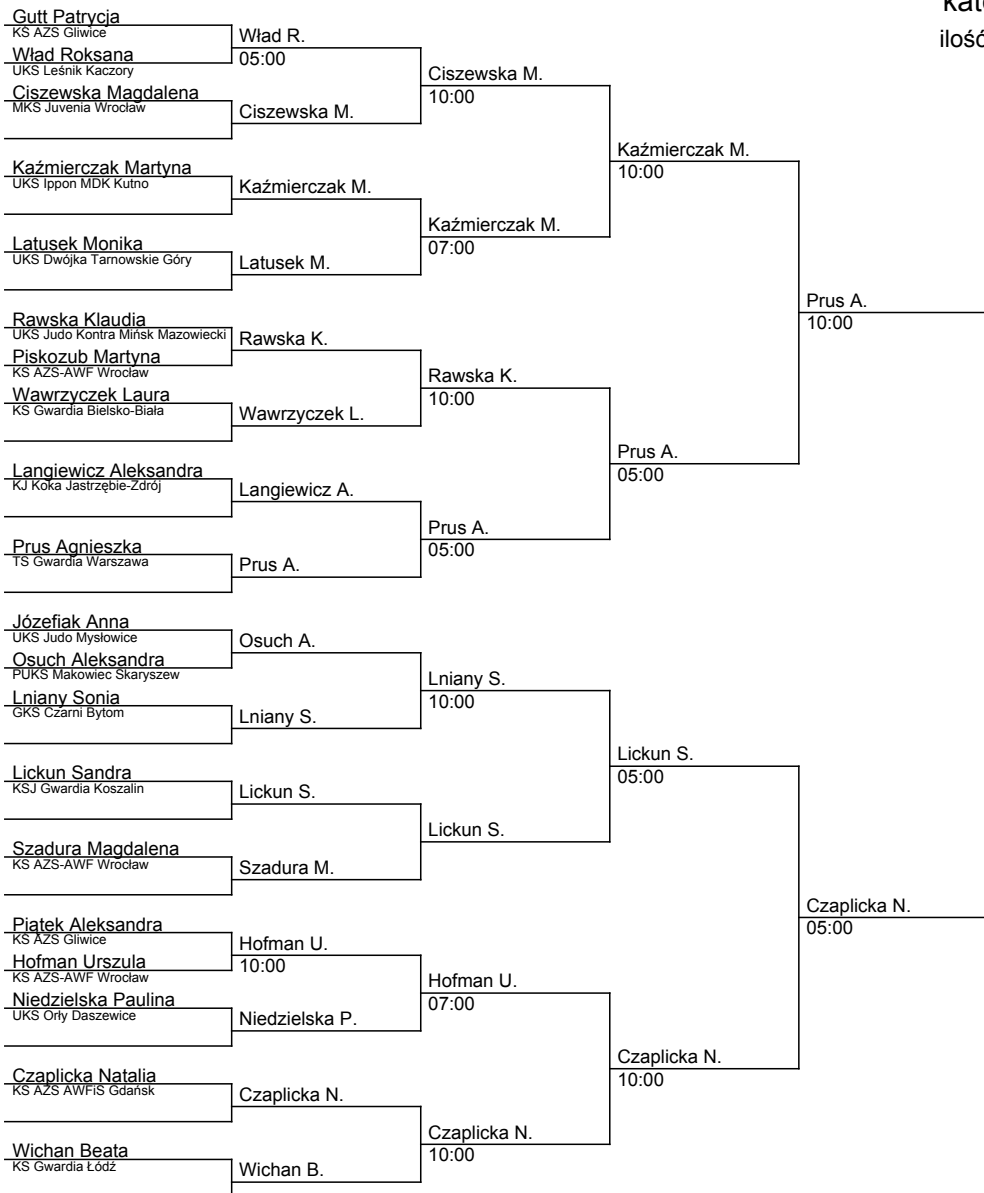 kat
ilość
Gutt Patrycja
KS AZS Gliwice
Wład Roksana
UKS Leśnik Kaczory
Ciszewska Magdalena
MKS Juvenia Wrocław
Kaźmierczak Martyna
UKS Ippon MDK Kutno
Latusek Monika
UKS Dwójka Tarnowskie Góry
Rawska Klaudia
UKS Judo Kontra Mińsk Mazowiecki
Piskozub Martyna
KS AZS-AWF Wrocław
Wawrzyczek Laura
KS Gwardia Bielsko-Biała
Langiewicz Aleksandra
KJ Koka Jastrzębie-Zdrój
Prus Agnieszka
TS Gwardia Warszawa
Józefiak Anna
UKS Judo Mysłowice
Osuch Aleksandra
PUKS Makowiec Skaryszew
Lniany Sonia
GKS Czarni Bytom
Lickun Sandra
KSJ Gwardia Koszalin
Szadura Magdalena
KS AZS-AWF Wrocław
Piątek Aleksandra
KS AZS Gliwice
Hofman Urszula
KS AZS-AWF Wrocław
Niedzielska Paulina
UKS Orły Daszewice
Czaplicka Natalia
KS AZS AWFiS Gdańsk
Wichan Beata
KS Gwardia Łódź
Wład R.
05:00
Ciszewska M.
Kaźmierczak M.
Latusek M.
Rawska K.
Wawrzyczek L.
Langiewicz A.
Prus A.
Osuch A.
Lniany S.
Lickun S.
Szadura M.
Hofman U.
10:00
Niedzielska P.
Czaplicka N.
Wichan B.
Ciszewska M.
10:00
Kaźmierczak M.
07:00
Rawska K.
10:00
Prus A.
05:00
Lniany S.
10:00
Lickun S.
Hofman U.
07:00
Czaplicka N.
10:00
Kaźmierczak M.
10:00
Prus A.
05:00
Lickun S.
05:00
Czaplicka N.
10:00
Prus A.
10:00
Czaplicka N.
05:00